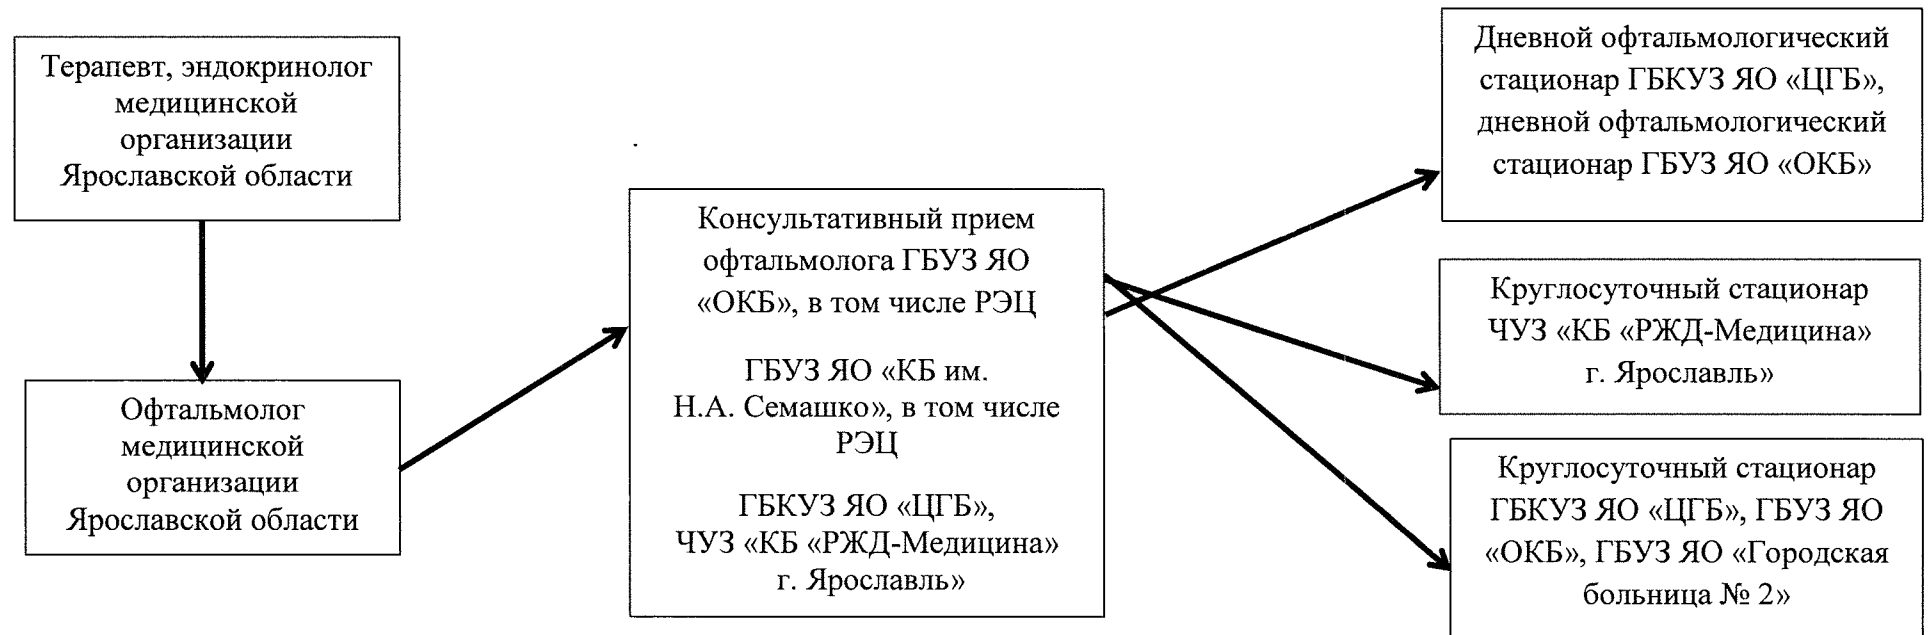 Терапевт, эндокринолог
медицинской
организации
Ярославской области
Офтальмолог
медицинской
организации
Ярославской области
Консультативный прием
офтальмолога ГБУЗ ЯО
«ОКБ», в том числе РЭЦ
ГБУЗ ЯО «КБ им.
Н.А. Семашко», в том числе
РЭЦ
ГБКУЗ ЯО «ЦГБ»,
ЧУЗ «КБ «РЖД-Медицина»
г. Ярославль»
Дневной офтальмологический
стационар ГБКУЗ ЯО «ЦГБ»,
дневной офтальмологический
стационар ГБУЗ ЯО «ОКБ»
Круглосуточный стационар
ЧУЗ «КБ «РЖД-Медицина»
г. Ярославль»
Круглосуточный стационар
ГБКУЗ ЯО «ЦГБ», ГБУЗ ЯО
«ОКБ», ГБУЗ ЯО «Городская
больница № 2»